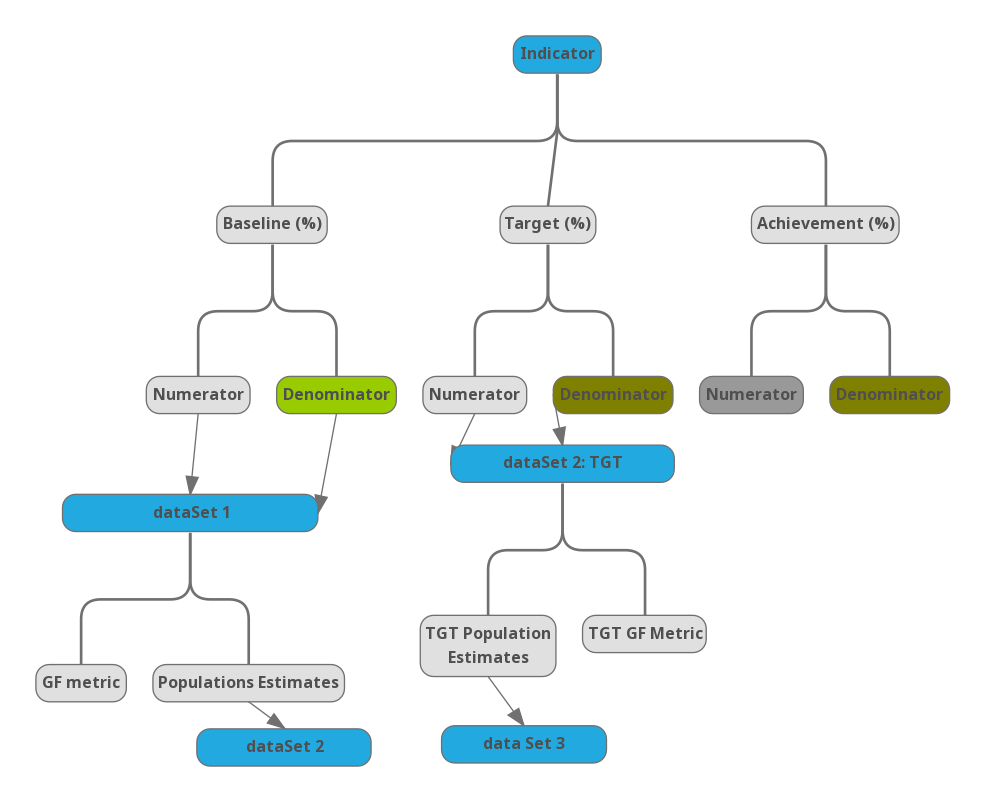 Indicator
Baseline (%)
Target (%)
Achievement (%)
Numerator
Denominator
Numerator
Denominator
Numerator
Denominator
dataSet 2: TGT
dataSet 1
TGT Population
Estimates
TGT GF Metric
GF metric
Populations Estimates
dataSet 2
data Set 3